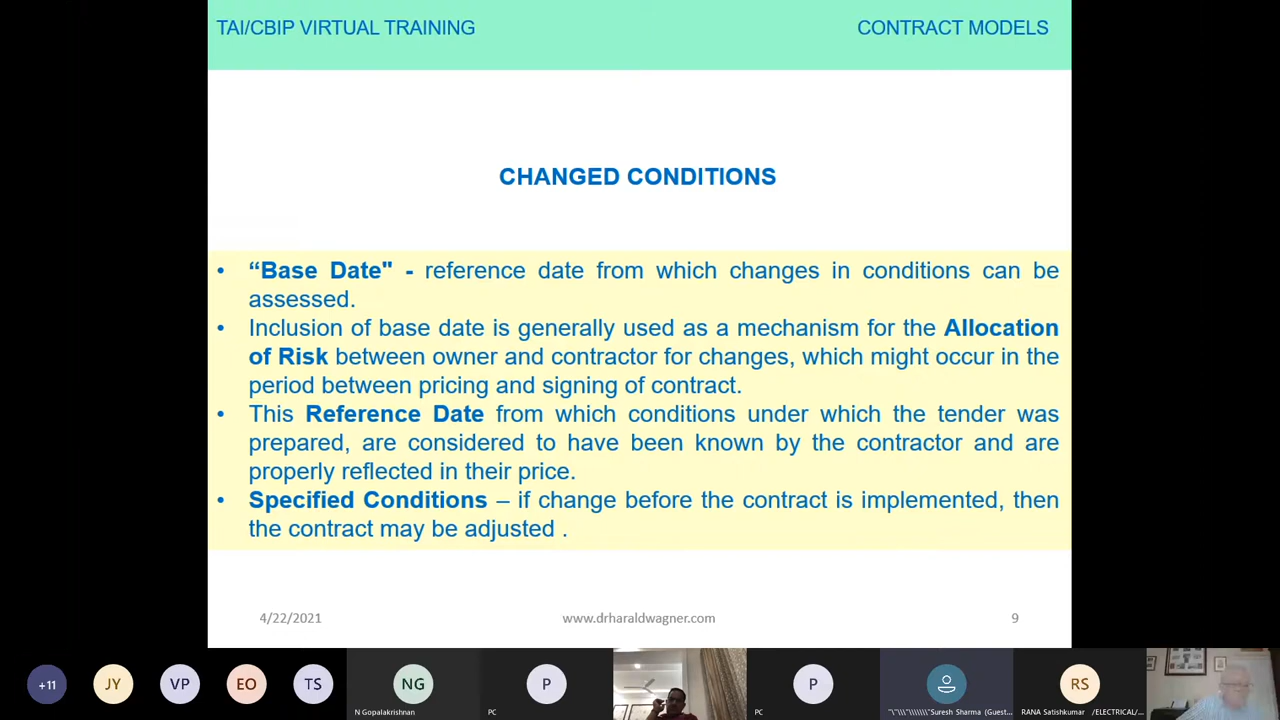 TAI/CBIP VIRTUAL TRAINING
CONTRACT MODELS
CHANGED CONDITIONS
• “Base Date" - reference date from which changes in conditions can be
assessed.
• Inclusion of base date is generally used as a mechanism for the Allocation
of Risk between owner and contractor for changes, which might occur in the
period between pricing and signing of contract.
• This Reference Date from which conditions under which the tender was
prepared, are considered to have been known by the contractor and are
properly reflected in their price.
• Specified Conditions – if change before the contract is implemented, then
the contract may be adjusted .
4/22/2021
www.drharaldwagner.com
9
+11
JY
VP
EO
TS
NG
N Gopalakrishnan
P
PC
P
PC
"\"\\\"\\\\\\\"Suresh Sharma (Guest...
RS
RANA Satishkumar /ELECTRICAL/...